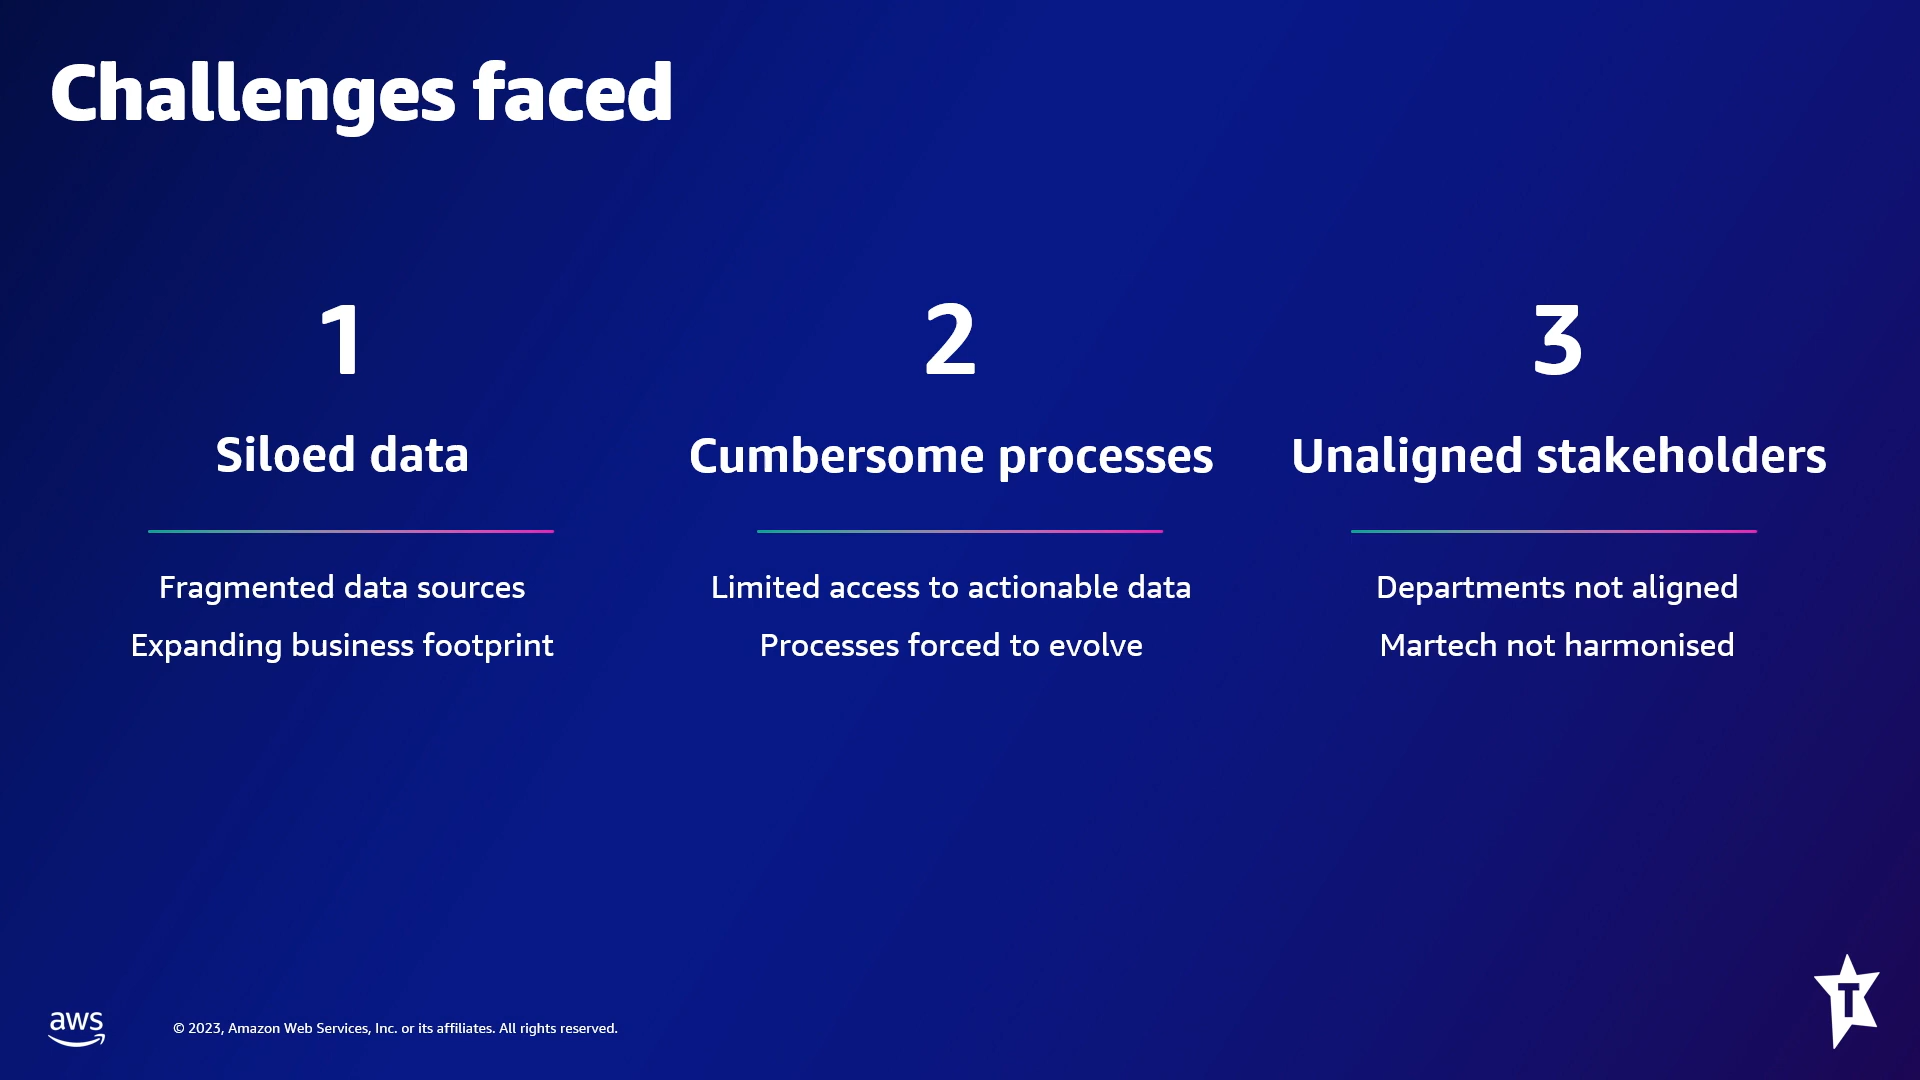 Challenges faced
1
Siloed data
Fragmented data sources
Expanding business footprint
2
Cumbersome processes
Limited access to actionable data
Processes forced to evolve
3
Unaligned stakeholders
Departments not aligned
Martech not harmonised
aws
© 2023, Amazon Web Services, Inc. or its affiliates. All rights reserved.
T